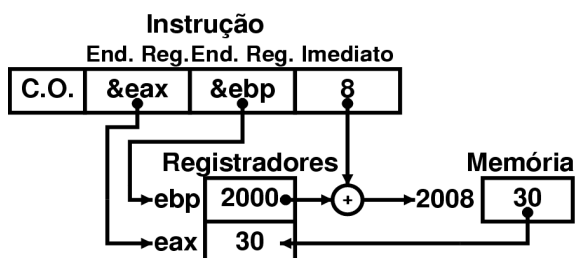 Instrução
End. Reg. End. Reg. Imediato
C.O. &eax &ebp 8
Registradores Memória
ebp 2000 + 2008 30
eax 30